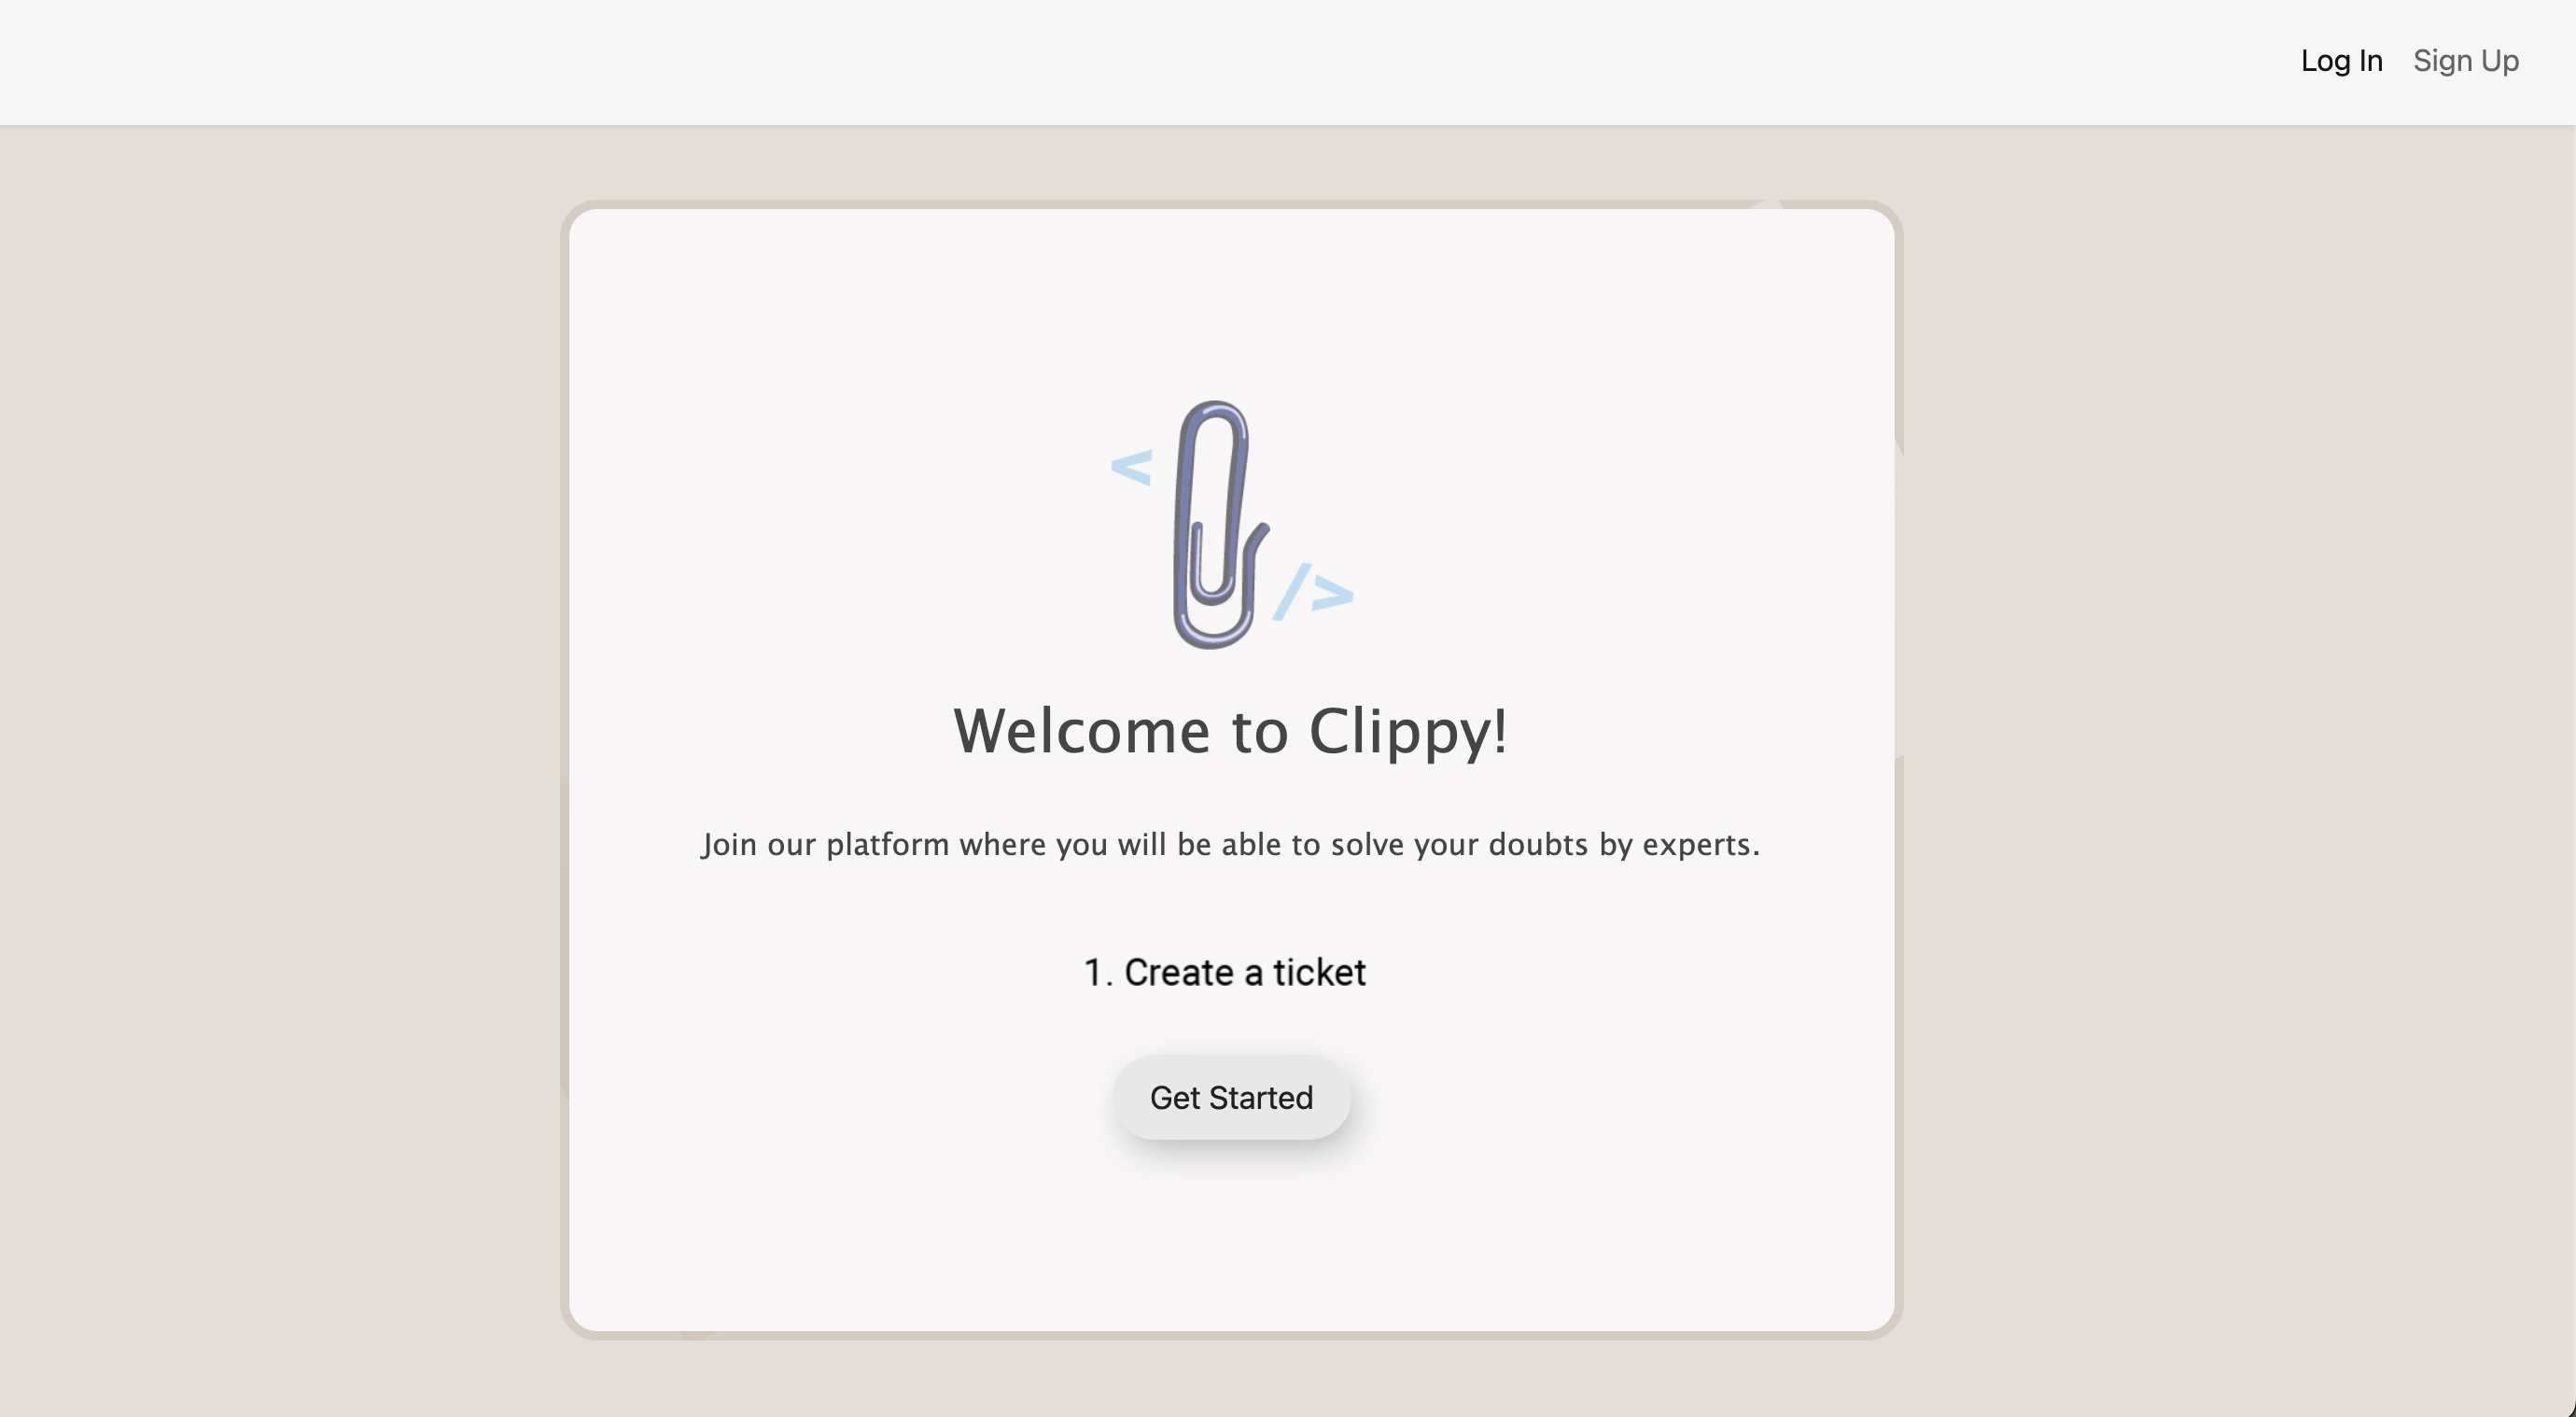 Log In Sign Up
< />
Welcome to Clippy!
Join our platform where you will be able to solve your doubts by experts.
1. Create a ticket
Get Started